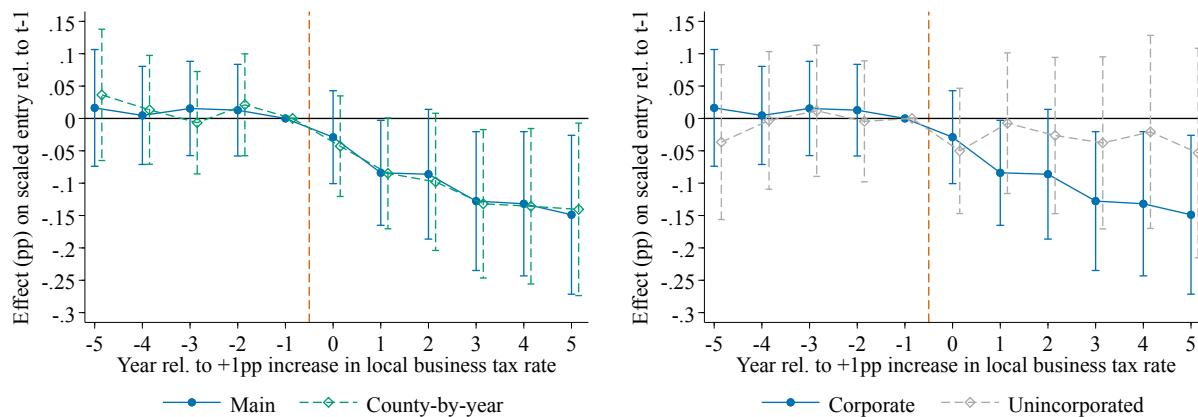 Effect (pp) on scaled entry rel. to t-1
.15
.1
.05
0
-.05
-.1
-.15
-.2
-.25
-.3
-5 -4 -3 -2 -1 0 1 2 3 4 5
Year rel. to +1pp increase in local business tax rate
Main County-by-year
Effect (pp) on scaled entry rel. to t-1
.15
.1
.05
0
-.05
-.1
-.15
-.2
-.25
-.3
-5 -4 -3 -2 -1 0 1 2 3 4 5
Year rel. to +1pp increase in local business tax rate
Corporate Unincorporated